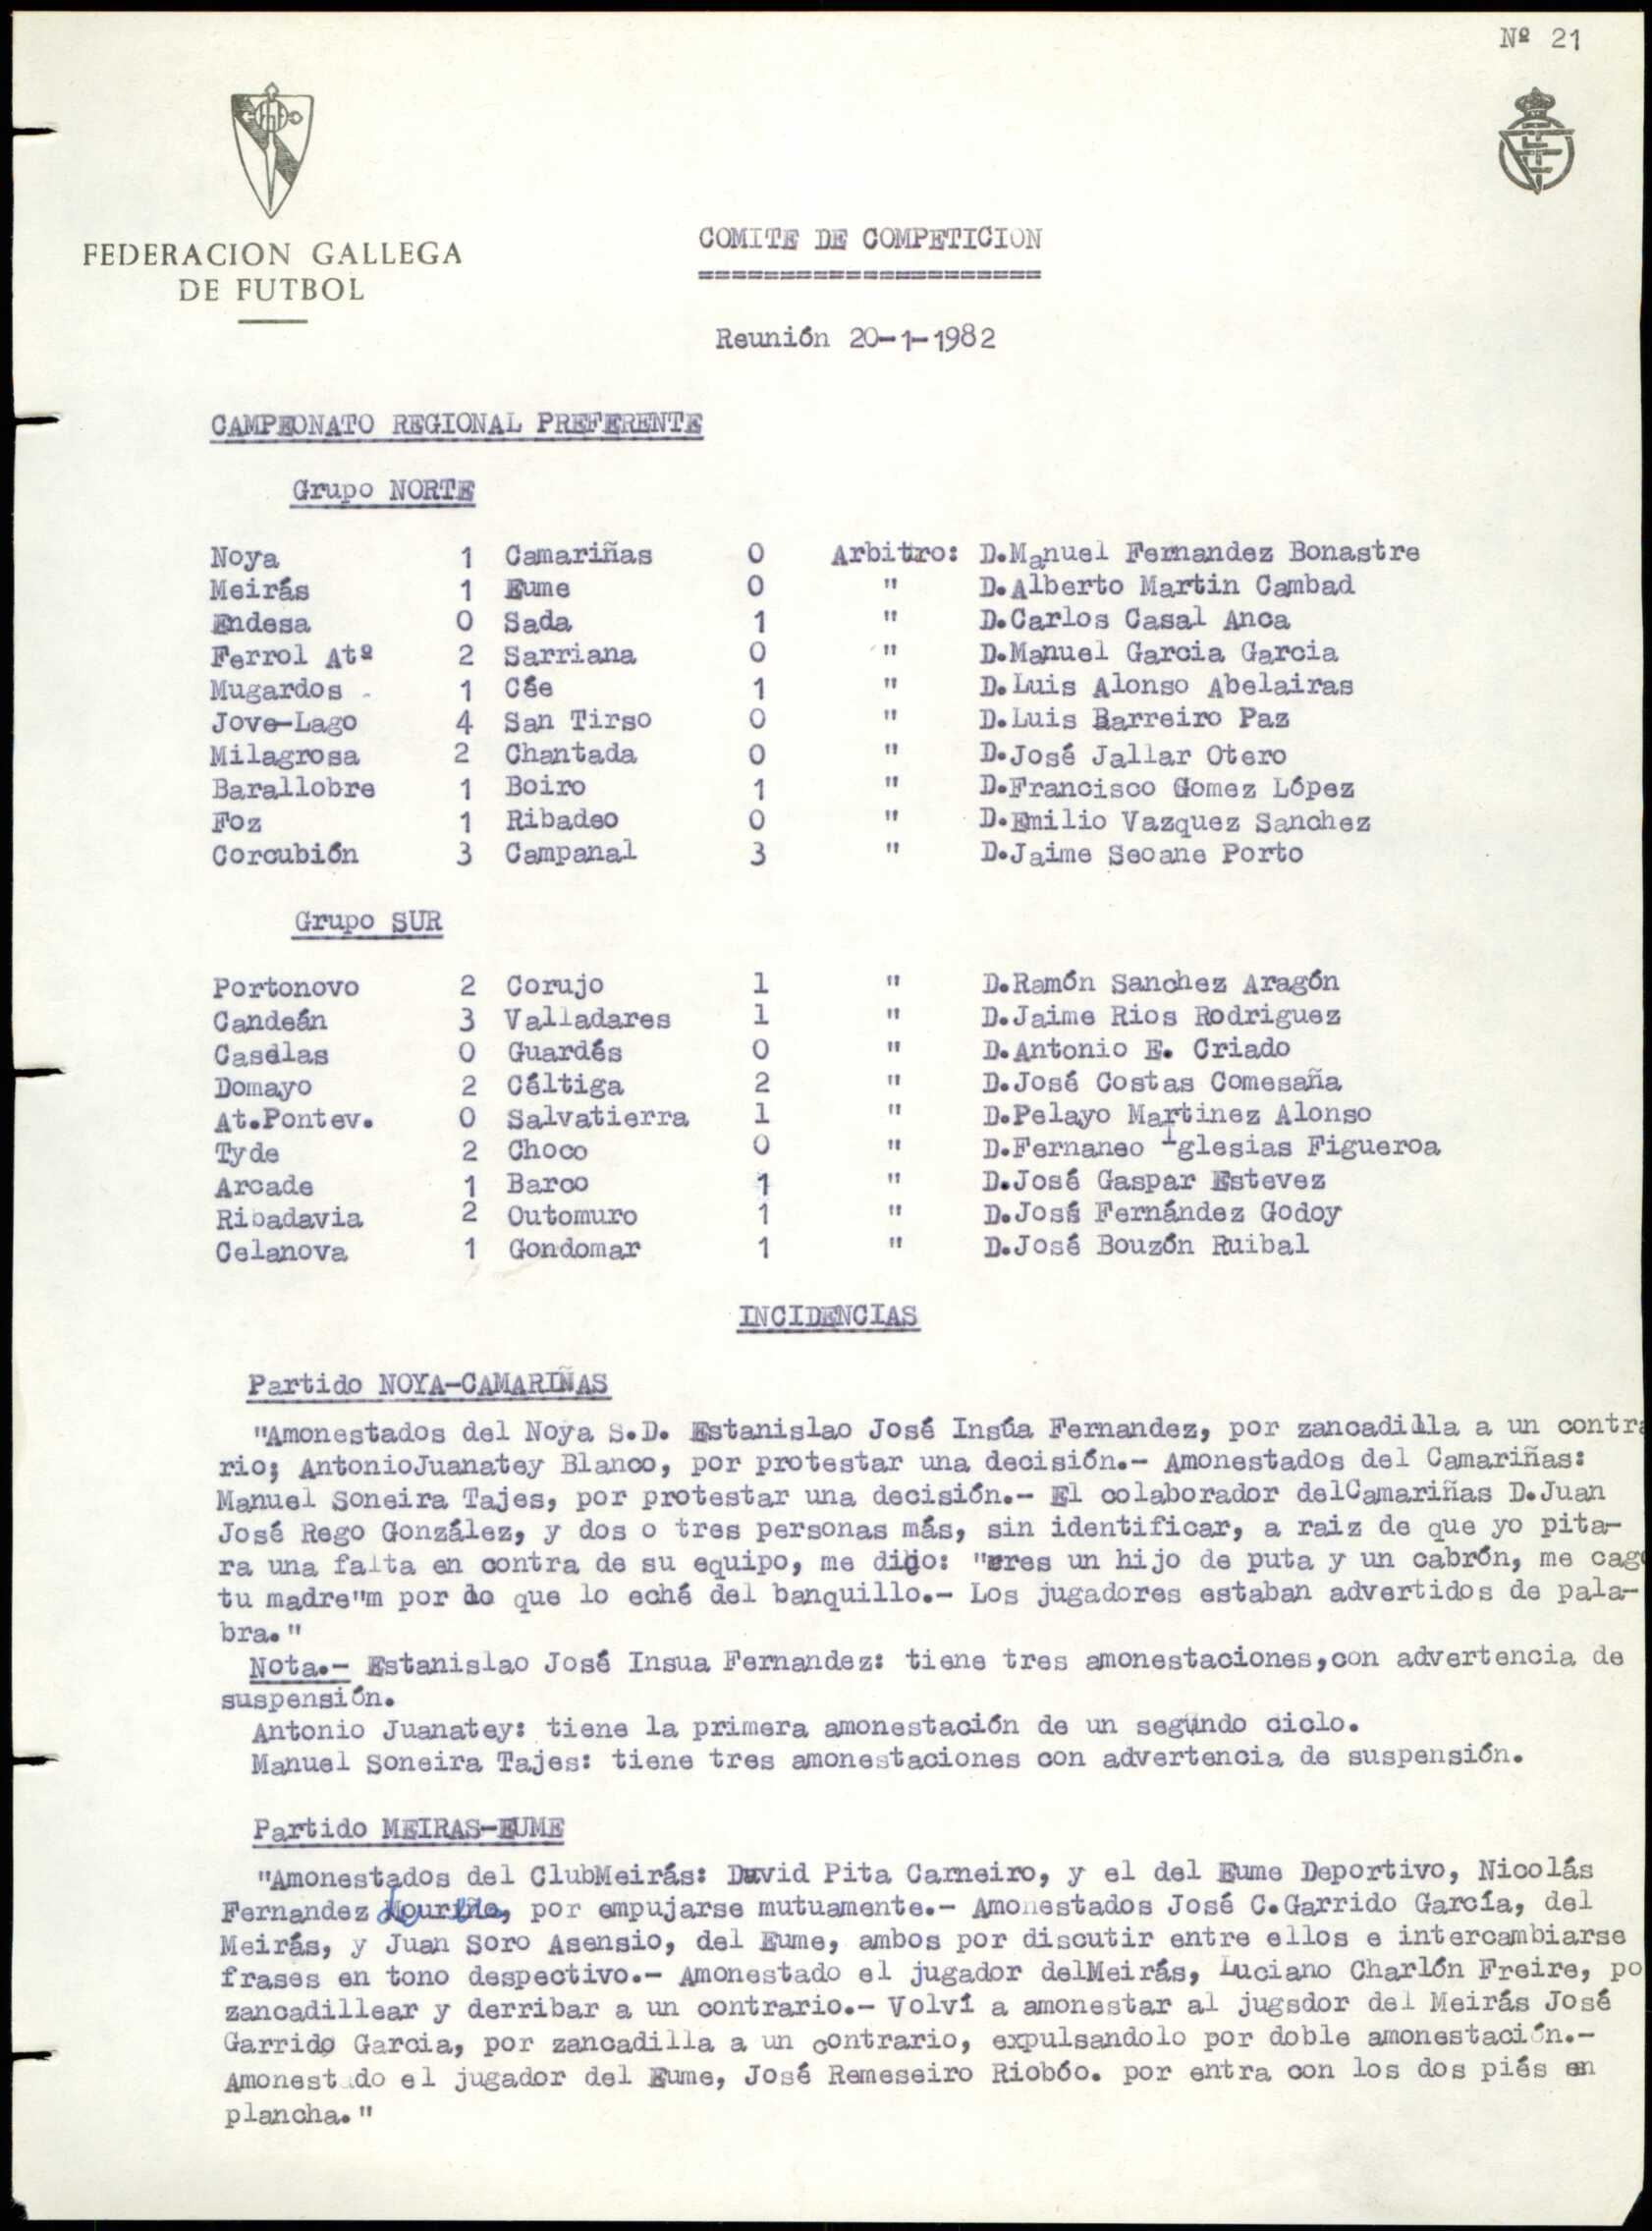 Nº 21
FEDERACION GALLEGA
DE FUTBOL
COMITE DE COMPETICION
=====================
Reunión 20-1-1982
CAMPEONATO REGIONAL PREFERENTE
Grupo NORTE
Noya 1 Camariñas 0 Arbitro: D.Manuel Fernandez Bonastre
Meirás 1 Eume 0 " D.Alberto Martin Cambad
Endesa 0 Sada 1 " D.Carlos Casal Anca
Ferrol Atº 2 Sarriana 0 " D.Manuel Garcia Garcia
Mugardos 1 Cée 1 " D.Luis Alonso Abelairas
Jove-Lago 4 San Tirso 0 " D.Luis Barreiro Paz
Milagrosa 2 Chantada 0 " D.José Jallar Otero
Barallobre 1 Boiro 1 " D.Francisco Gomez López
Foz 1 Ribadeo 0 " D.Emilio Vazquez Sanchez
Corcubión 3 Campanal 3 " D.Jaime Seoane Porto
Grupo SUR
Portonovo 2 Corujo 1 " D.Ramón Sanchez Aragón
Candeán 3 Valladares 1 " D.Jaime Rios Rodriguez
Caselas 0 Guardés 0 " D.Antonio E. Criado
Domayo 2 Céltiga 2 " D.José Costas Comesaña
At.Pontev. 0 Salvatierra 1 " D.Pelayo Martinez Alonso
Tyde 2 Choco 0 " D.Fernaneo Iglesias Figueroa
Arcade 1 Barco 1 " D.José Gaspar Estevez
Ribadavia 2 Outomuro 1 " D.José Fernández Godoy
Celanova 1 Gondomar 1 " D.José Bouzón Ruibal
INCIDENCIAS
Partido NOYA-CAMARIÑAS
"Amonestados del Noya S.D. Estanislao José Insúa Fernandez, por zancadilla a un contra
rio; AntonioJuanatey Blanco, por protestar una decisión.- Amonestados del Camariñas:
Manuel Soneira Tajes, por protestar una decisión.- El colaborador delCamariñas D.Juan
José Rego González, y dos o tres personas más, sin identificar, a raiz de que yo pita-
ra una falta en contra de su equipo, me dijo: "eres un hijo de puta y un cabrón, me cago
tu madre"m por lo que lo eché del banquillo.- Los jugadores estaban advertidos de pala-
bra."
Nota.- Estanislao José Insua Fernandez: tiene tres amonestaciones,con advertencia de
suspensión.
Antonio Juanatey: tiene la primera amonestación de un segundo ciclo.
Manuel Soneira Tajes: tiene tres amonestaciones con advertencia de suspensión.
Partido MEIRAS-EUME
"Amonestados del ClubMeirás: David Pita Carneiro, y el del Eume Deportivo, Nicolás
Fernandez por empujarse mutuamente.- Amonestados José C.Garrido García, del
Meirás, y Juan Soro Asensio, del Eume, ambos por discutir entre ellos e intercambiarse
frases en tono despectivo.- Amonestado el jugador delMeirás, Luciano Charlón Freire, po
zancadillear y derribar a un contrario.- Volví a amonestar al jugsdor del Meirás José
Garrido Garcia, por zancadilla a un contrario, expulsandolo por doble amonestación.-
Amonestado el jugador del Eume, José Remeseiro Riobóo. por entra con los dos piés en
plancha."